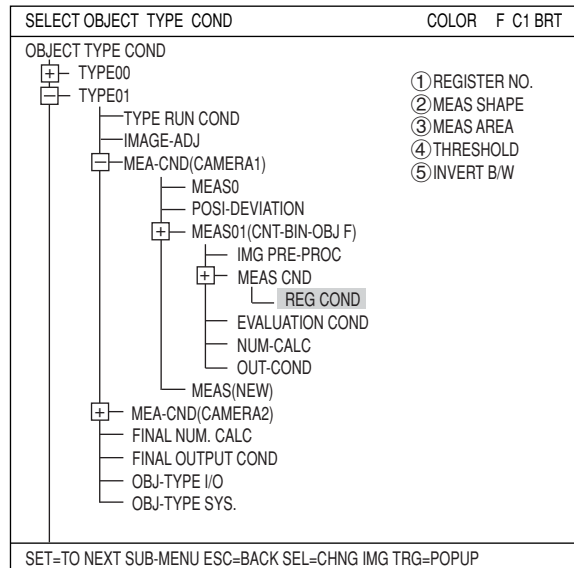 SELECT OBJECT TYPE COND COLOR F C1 BRT
OBJECT TYPE COND
TYPE00
TYPE01
TYPE RUN COND
IMAGE-ADJ
MEA-CND(CAMERA1)
MEAS0
POSI-DEVIATION
MEAS01(CNT-BIN-OBJ F)
IMG PRE-PROC
MEAS CND
REG COND
EVALUATION COND
NUM-CALC
OUT-COND
MEAS(NEW)
MEA-CND(CAMERA2)
FINAL NUM. CALC
FINAL OUTPUT COND
OBJ-TYPE I/O
OBJ-TYPE SYS.
①REGISTER NO.
②MEAS SHAPE
③MEAS AREA
④THRESHOLD
⑤INVERT B/W
SET=TO NEXT SUB-MENU ESC=BACK SEL=CHNG IMG TRG=POPUP